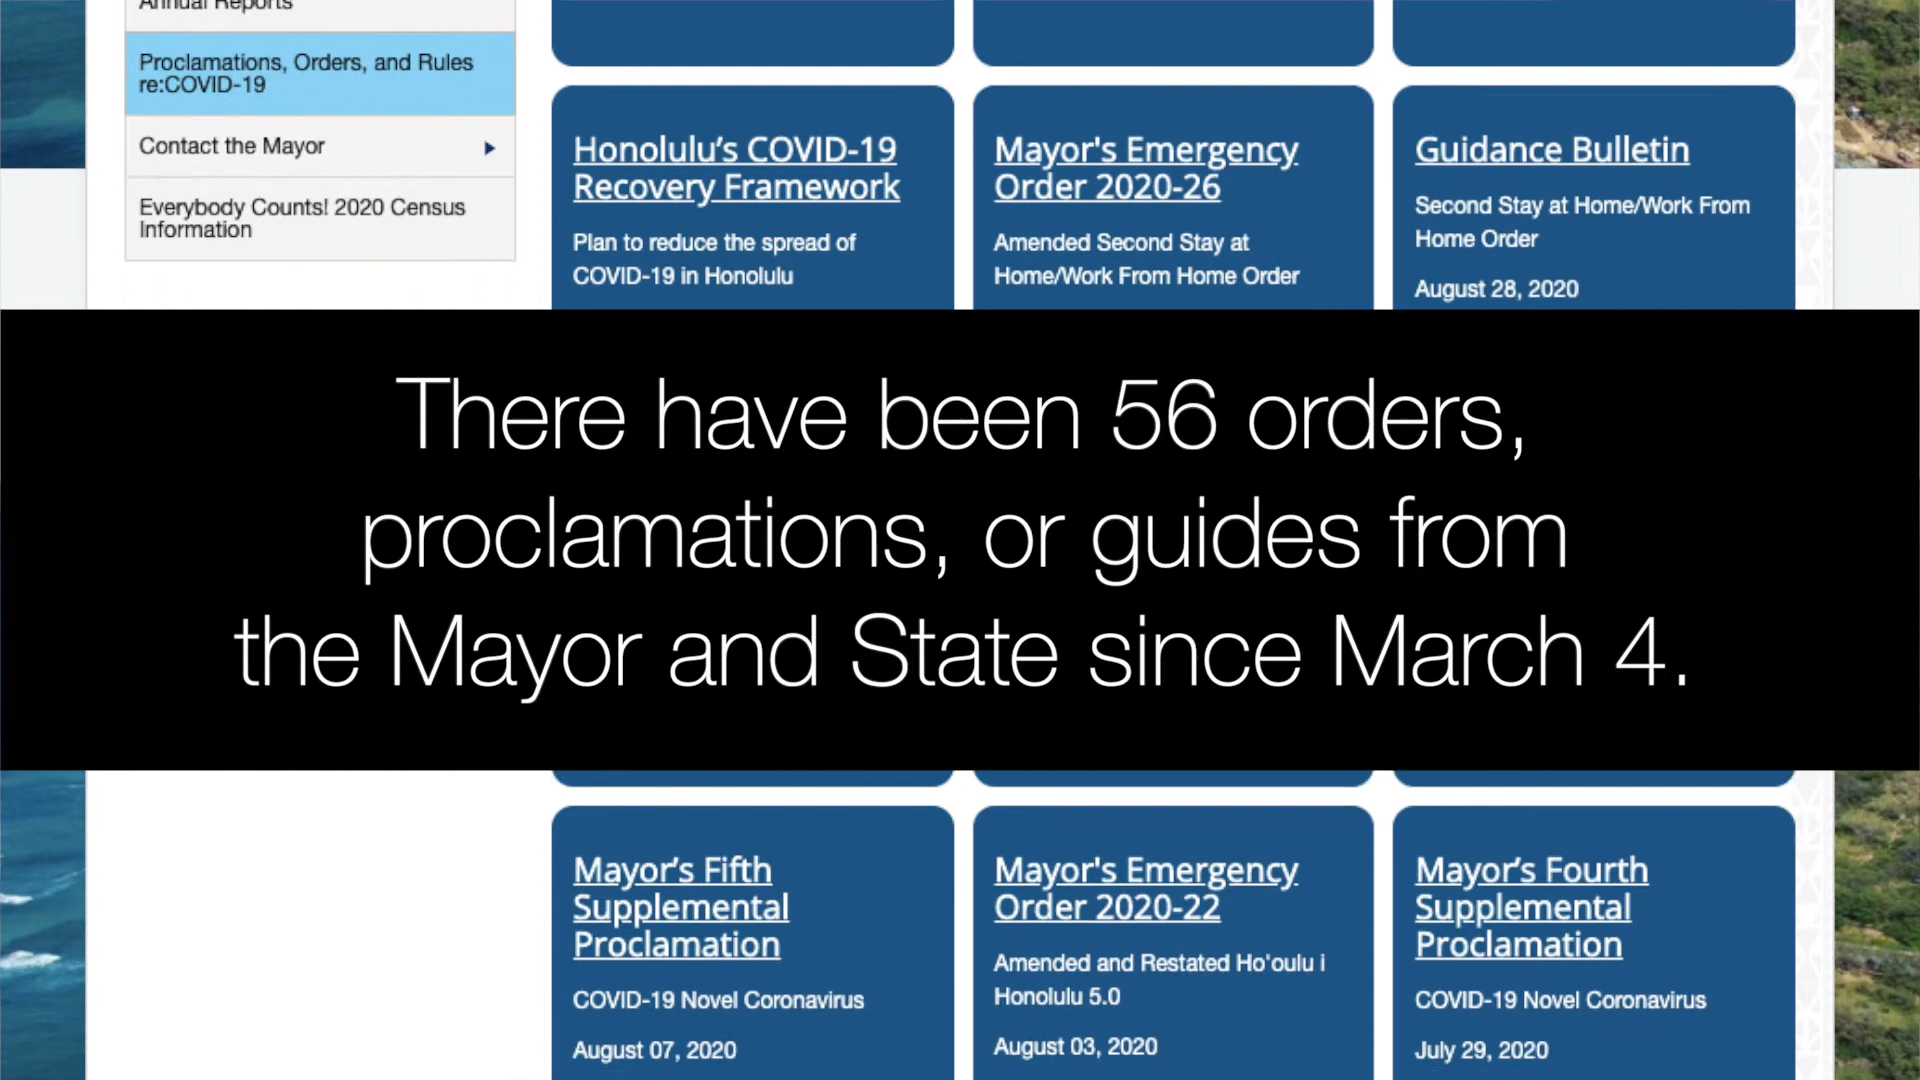 Annual Reports
Proclamations, Orders, and Rules
re:COVID-19
Contact the Mayor
Everybody Counts! 2020 Census
Information
Honolulu’s COVID-19
Recovery Framework
Plan to reduce the spread of
COVID-19 in Honolulu
Mayor's Emergency
Order 2020-26
Amended Second Stay at
Home/Work From Home Order
Guidance Bulletin
Second Stay at Home/Work From
Home Order
August 28, 2020
There have been 56 orders,
proclamations, or guides from
the Mayor and State since March 4.
Mayor’s Fifth
Supplemental
Proclamation
COVID-19 Novel Coronavirus
August 07, 2020
Mayor's Emergency
Order 2020-22
Amended and Restated Ho'oulu i
Honolulu 5.0
August 03, 2020
Mayor’s Fourth
Supplemental
Proclamation
COVID-19 Novel Coronavirus
July 29, 2020